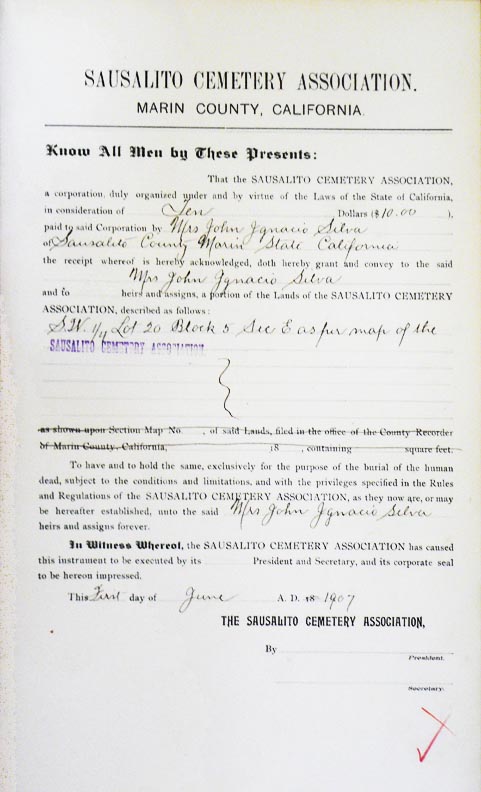 SAUSALITO CEMETERY ASSOCIATION.
MARIN COUNTY, CALIFORNIA.
Know All Men by These Presents:
That the SAUSALITO CEMETERY ASSOCIATION,
a corporation, duly organized under and by virtue of the Laws of the State of California,
in consideration of Ten Dollars ($10.00 ),
paid to said Corporation by Mrs John Ignacio Silva
of Sausalito County Marin State California
the receipt whereof is hereby acknowledged, doth hereby grant and convey to the said
Mrs John Ignacio Silva
and to heirs and assigns, a portion of the Lands of the SAUSALITO CEMETERY
ASSOCIATION, described as follows:
S.W. 1/4 Lot 20 Block 5 Sec E as per map of the
SAUSALITO CEMETERY ASSOCIATION.
as shown upon Section Map No. , of said Lands, filed in the office of the County Recorder
of Marin County, California, 18 , containing square feet.
To have and to hold the same, exclusively for the purpose of the burial of the human
dead, subject to the conditions and limitations, and with the privileges specified in the Rules
and Regulations of the SAUSALITO CEMETERY ASSOCIATION, as they now are, or may
be hereafter established, unto the said Mrs John Ignacio Silva
heirs and assigns forever.
In Witness Whereof, the SAUSALITO CEMETERY ASSOCIATION has caused
this instrument to be executed by its President and Secretary, and its corporate seal
to be hereon impressed.
This First day of June A. D. 18 1907
THE SAUSALITO CEMETERY ASSOCIATION,
By
President.
Secretary.